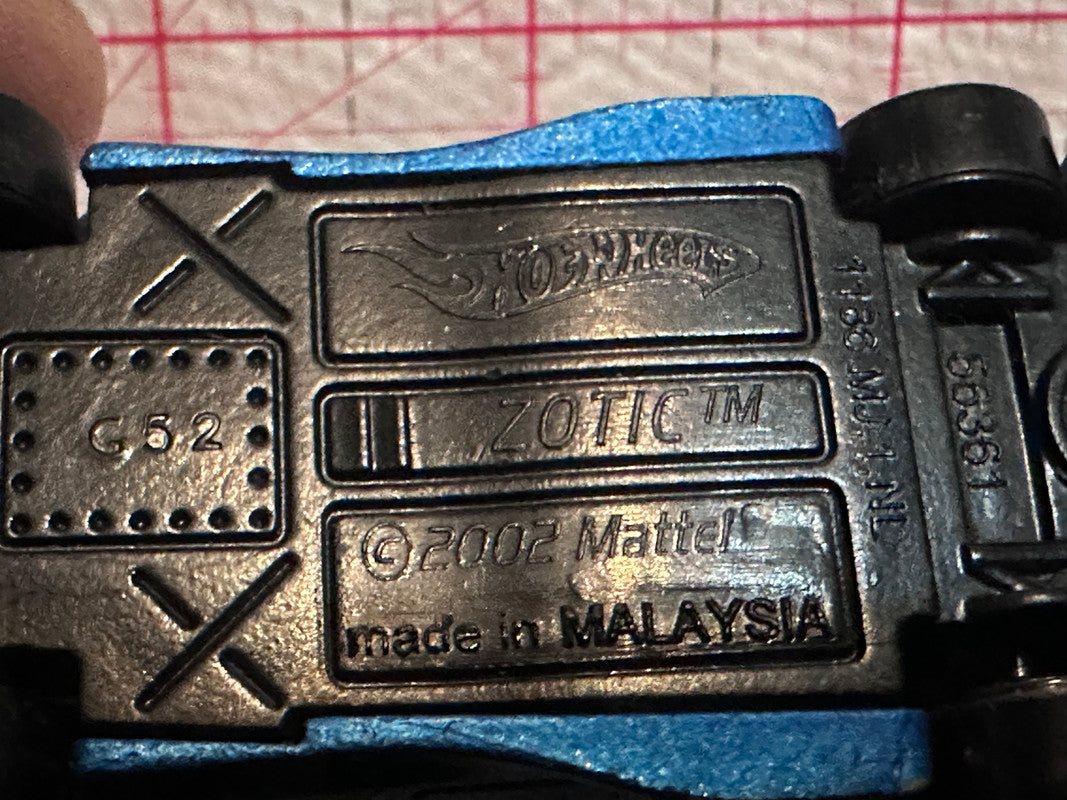 G52
HOT WHEELS
ZOTIC™
©2002 Mattel
made in MALAYSIA
1186 MJ,1,NL
56361